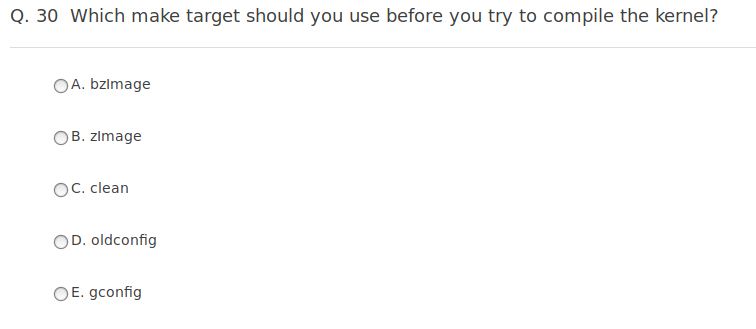 Q. 30 Which make target should you use before you try to compile the kernel?
A. bzImage
B. zImage
C. clean
D. oldconfig
E. gconfig